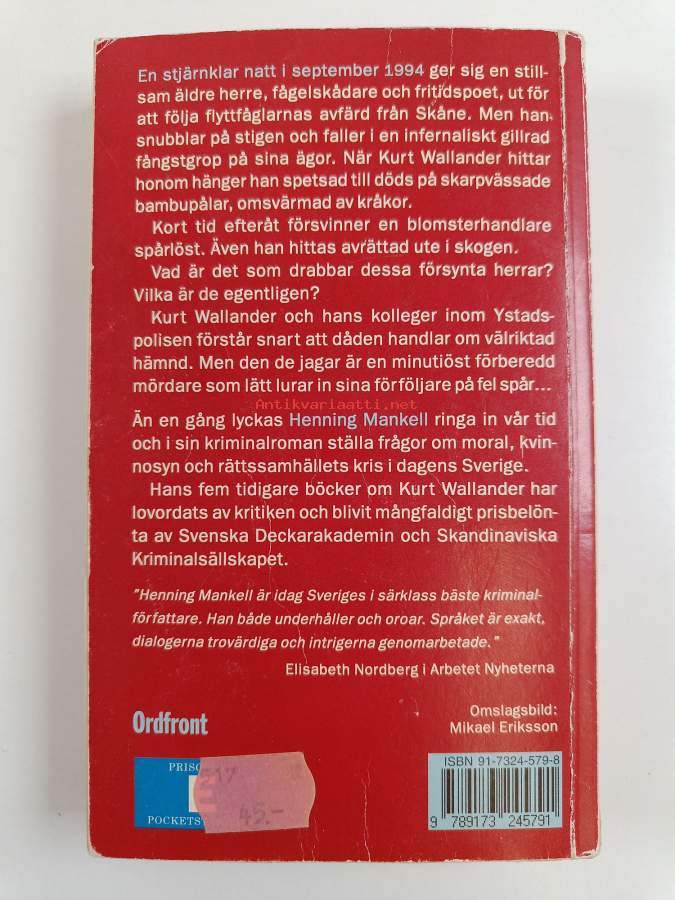 En stjärnklar natt i september 1994 ger sig en still-
sam äldre herre, fågelskådare och fritidspoet, ut för
att följa flyttfåglarnas avfärd från Skåne. Men han
snubblar på stigen och faller i en infernaliskt gillrad
fångstgrop på sina ägor. När Kurt Wallander hittar
honom hänger han spetsad till döds på skarpvässade
bambupålar, omsvärmad av kråkor.
Kort tid efteråt försvinner en blomsterhandlare
spårlöst. Även han hittas avrättad ute i skogen.
Vad är det som drabbar dessa försynta herrar?
Vilka är de egentligen?
Kurt Wallander och hans kolleger inom Ystads-
polisen förstår snart att dåden handlar om välriktad
hämnd. Men den de jagar är en minutiöst förberedd
mördare som lätt lurar in sina förföljare på fel spår...
Antikvariaatti.net
Än en gång lyckas Henning Mankell ringa in vår tid
och i sin kriminalroman ställa frågor om moral, kvin-
nosyn och rättssamhällets kris i dagens Sverige.
Hans fem tidigare böcker om Kurt Wallander har
lovordats av kritiken och blivit mångfaldigt prisbelön-
ta av Svenska Deckarakademin och Skandinaviska
Kriminalsällskapet.
"Henning Mankell är idag Sveriges i särklass bäste kriminal-
författare. Han både underhåller och oroar. Språket är exakt,
dialogerna trovärdiga och intrigerna genomarbetade."
Elisabeth Nordberg i Arbetet Nyheterna
Ordfront
Omslagsbild:
Mikael Eriksson
PRISG
517
45.-
POCKETS
ISBN 91-7324-579-8
9 789173 245791